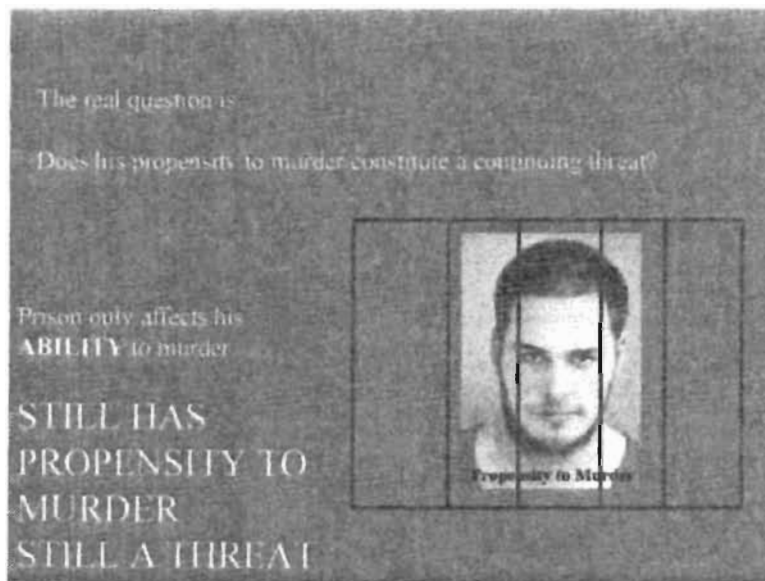 The real question is
Does his propensity to murder constitute a continuing threat?
Prison only affects his
ABILITY to murder
STILL HAS
PROPENSITY TO
MURDER
STILL A THREAT
Propensity to Murder